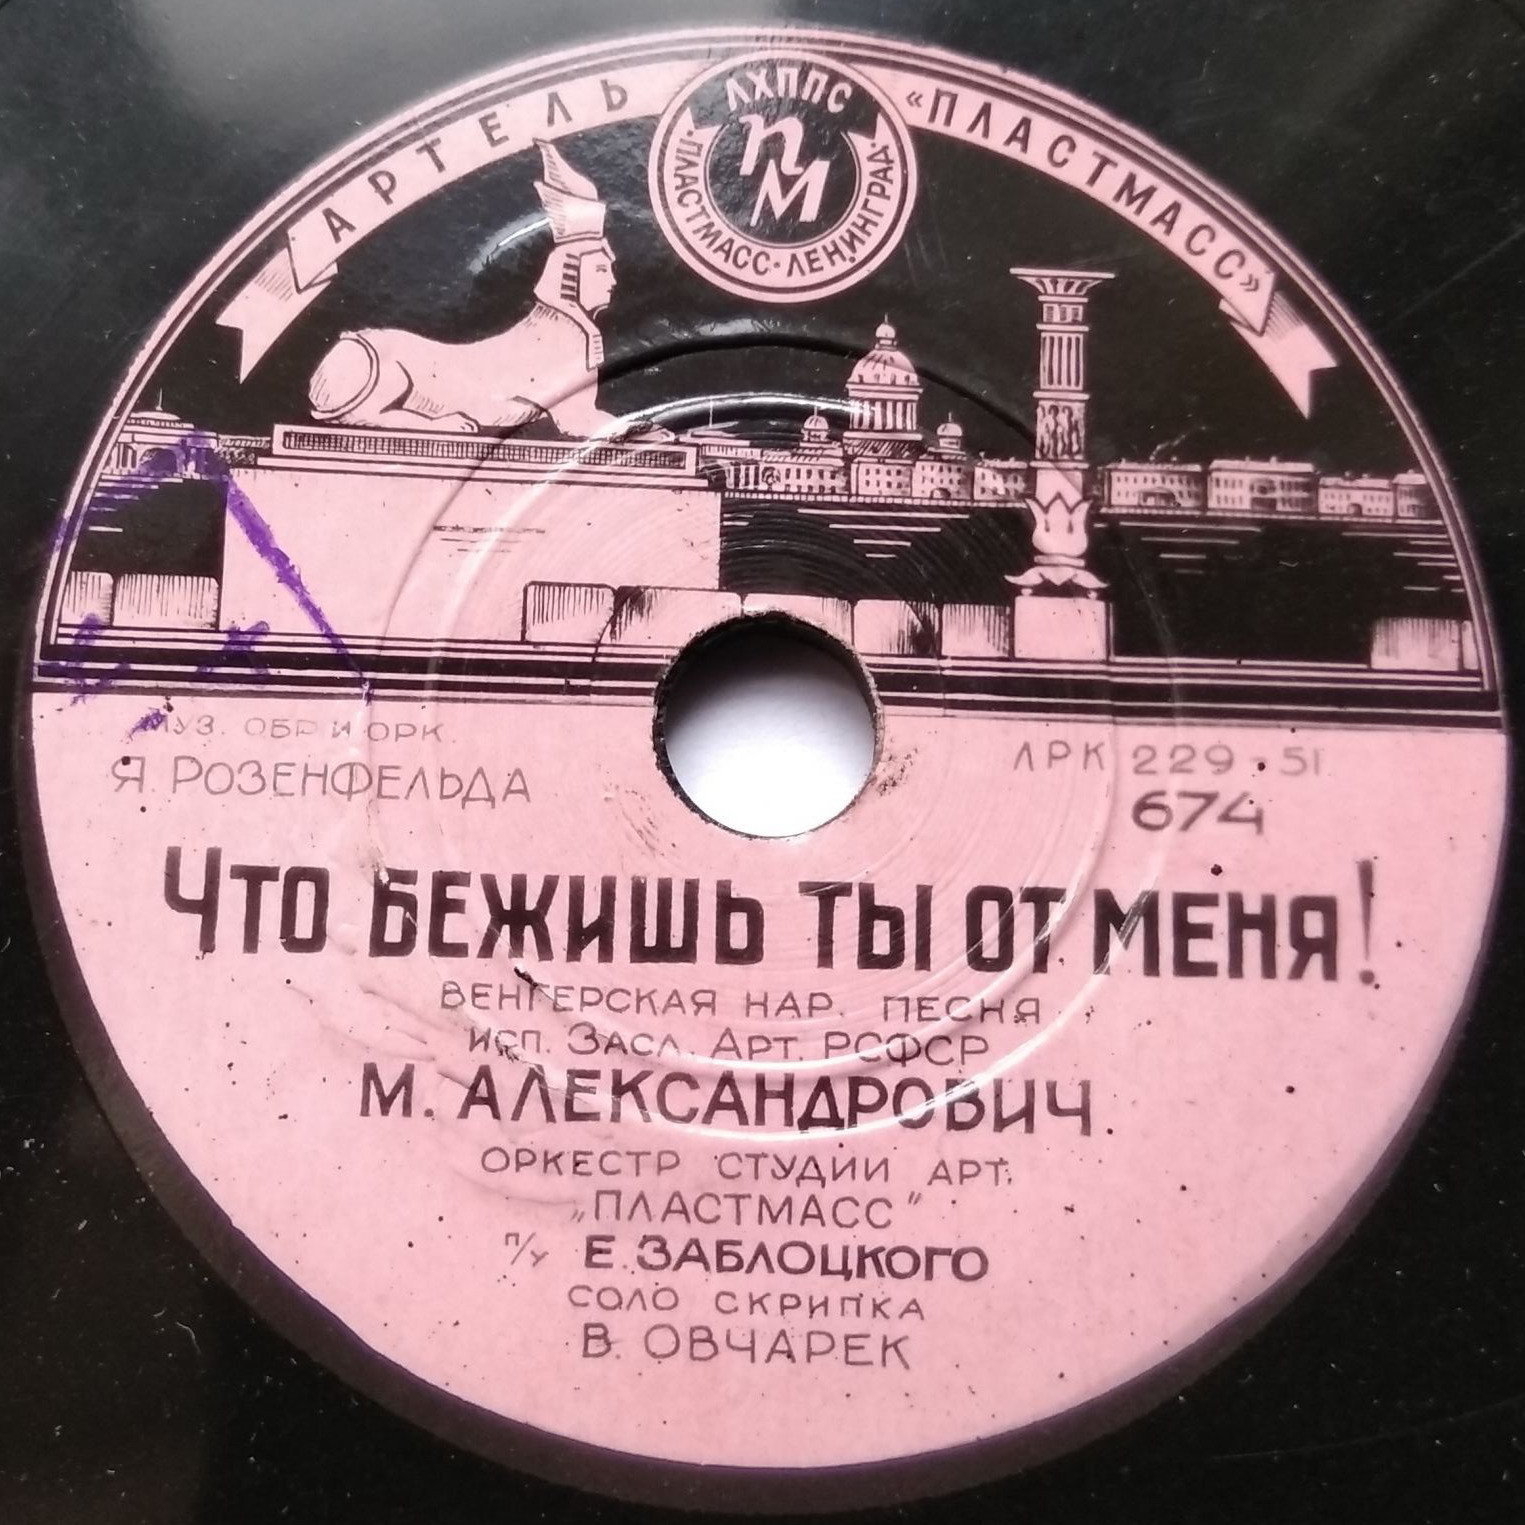 АРТЕЛЬ «ПЛАСТМАСС»
ЛХППС
ПМ
·ПЛАСТМАСС·ЛЕНИНГРАД·
МУЗ. ОБР И ОРК.
Я. РОЗЕНФЕЛЬДА
ЛРК 229·51
674
ЧТО БЕЖИШЬ ТЫ ОТ МЕНЯ!
ВЕНГЕРСКАЯ НАР. ПЕСНЯ
ИСП. ЗАСЛ. АРТ. РСФСР
М. АЛЕКСАНДРОВИЧ.
ОРКЕСТР СТУДИИ АРТ.
„ПЛАСТМАСС"
П/У Е. ЗАБЛОЦКОГО
СОЛО СКРИПКА
В. ОВЧАРЕК